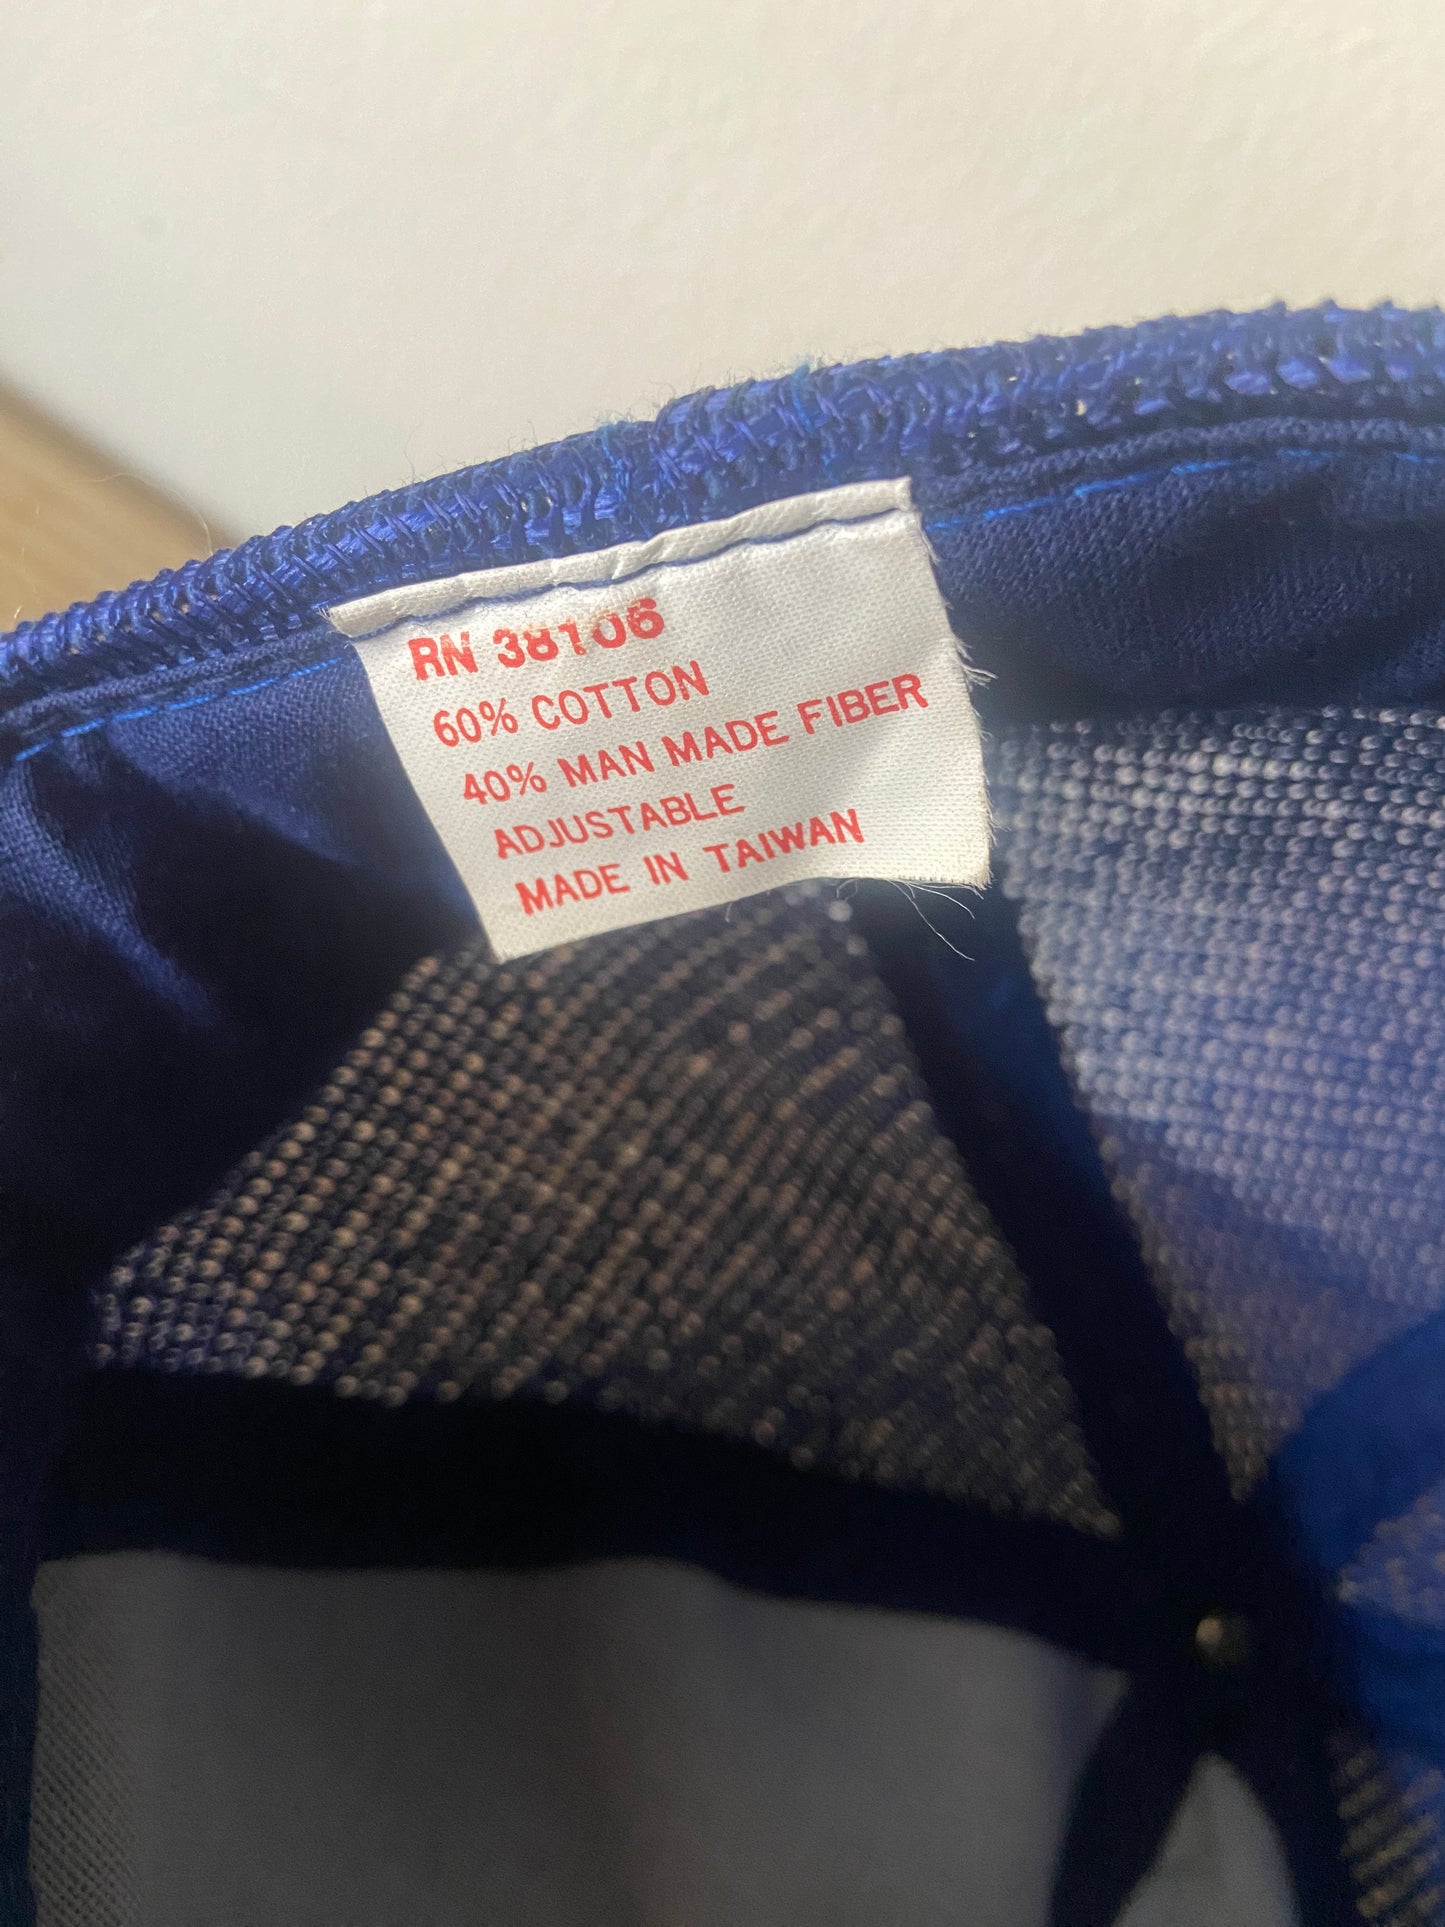 RN 38106
60% COTTON
40% MAN MADE FIBER
ADJUSTABLE
MADE IN TAIWAN